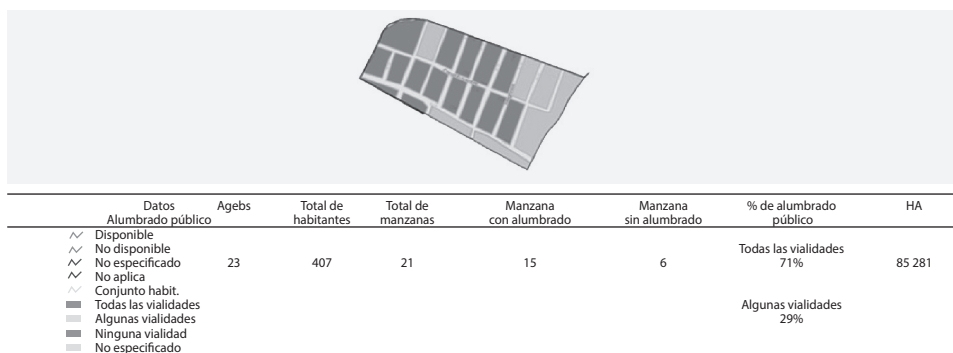 Datos Agebs Total de Total de Manzana Manzana % de alumbrado HA
Alumbrado público habitantes manzanas con alumbrado sin alumbrado público
Disponible
No disponible Todas las vialidades
No especificado 23 407 21 15 6 71% 85 281
No aplica
Conjunto habit.
Todas las vialidades Algunas vialidades
Algunas vialidades 29%
Ninguna vialidad
No especificado